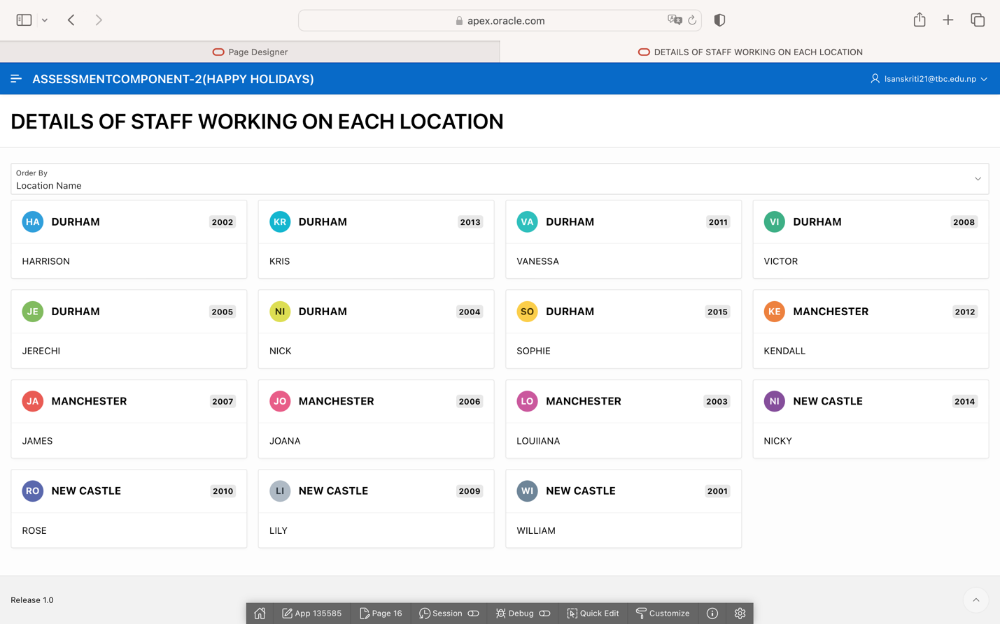 apex.oracle.com
Page Designer
DETAILS OF STAFF WORKING ON EACH LOCATION
ASSESSMENTCOMPONENT-2(HAPPY HOLIDAYS)
lsanskriti21@tbc.edu.np
DETAILS OF STAFF WORKING ON EACH LOCATION
Order By
Location Name
HA DURHAM 2002
HARRISON
KR DURHAM 2013
KRIS
VA DURHAM 2011
VANESSA
VI DURHAM 2008
VICTOR
JE DURHAM 2005
JERECHI
NI DURHAM 2004
NICK
SO DURHAM 2015
SOPHIE
KE MANCHESTER 2012
KENDALL
JA MANCHESTER 2007
JAMES
JO MANCHESTER 2006
JOANA
LO MANCHESTER 2003
LOUIIANA
NI NEW CASTLE 2014
NICKY
RO NEW CASTLE 2010
ROSE
LI NEW CASTLE 2009
LILY
WI NEW CASTLE 2001
WILLIAM
Release 1.0
App 135585 Page 16 Session Debug Quick Edit Customize